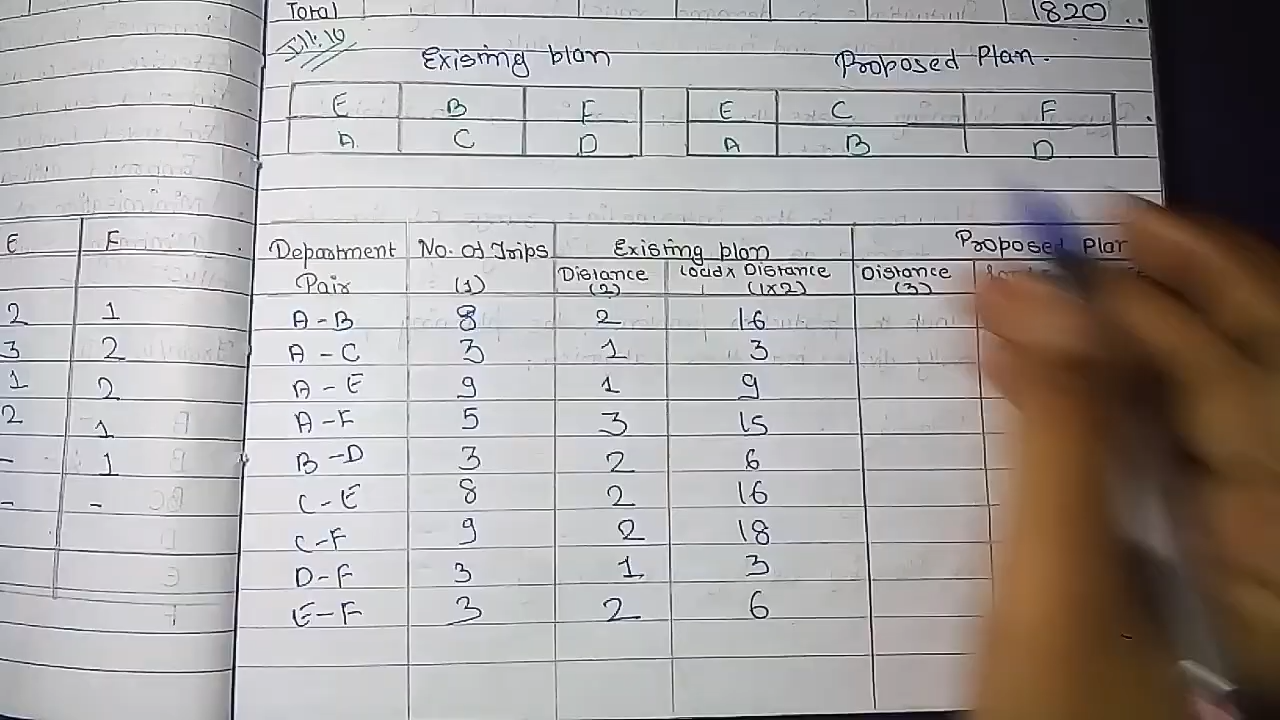 Total 1820 ..
Ill:10
Existing plan Proposed Plan.
E B F E C F
A C D A B D
E F Department No. of Trips Existing plan Proposed Plan
Pair (1) Distance (2) Load x Distance (1x2) Distance (3)
2 1 A-B 8 2 16
3 2 A-C 3 1 3
1 2 A-E 9 1 9
2 1 A-F 5 3 15
- 1 B-D 3 2 6
- - C-E 8 2 16
C-F 9 2 18
D-F 3 1 3
E-F 3 2 6